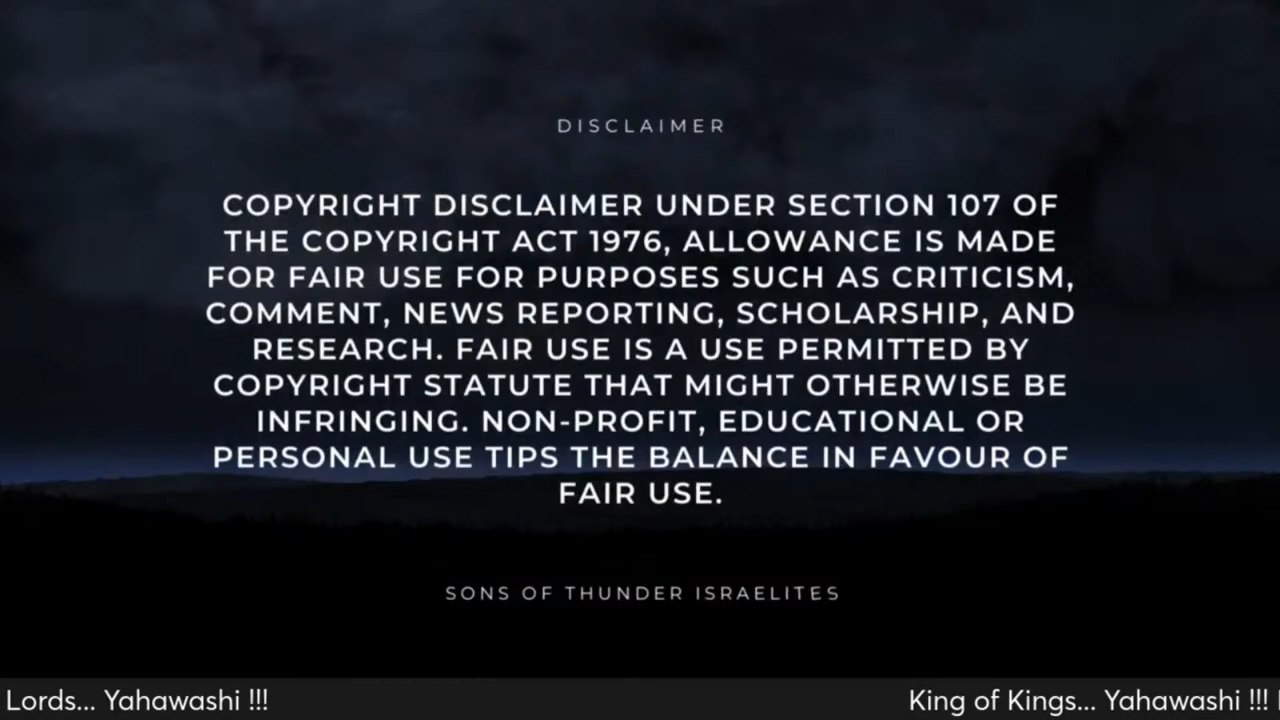 DISCLAIMER
COPYRIGHT DISCLAIMER UNDER SECTION 107 OF
THE COPYRIGHT ACT 1976, ALLOWANCE IS MADE
FOR FAIR USE FOR PURPOSES SUCH AS CRITICISM,
COMMENT, NEWS REPORTING, SCHOLARSHIP, AND
RESEARCH. FAIR USE IS A USE PERMITTED BY
COPYRIGHT STATUTE THAT MIGHT OTHERWISE BE
INFRINGING. NON-PROFIT, EDUCATIONAL OR
PERSONAL USE TIPS THE BALANCE IN FAVOUR OF
FAIR USE.
SONS OF THUNDER ISRAELITES
Lords... Yahawashi !!! King of Kings... Yahawashi !!!